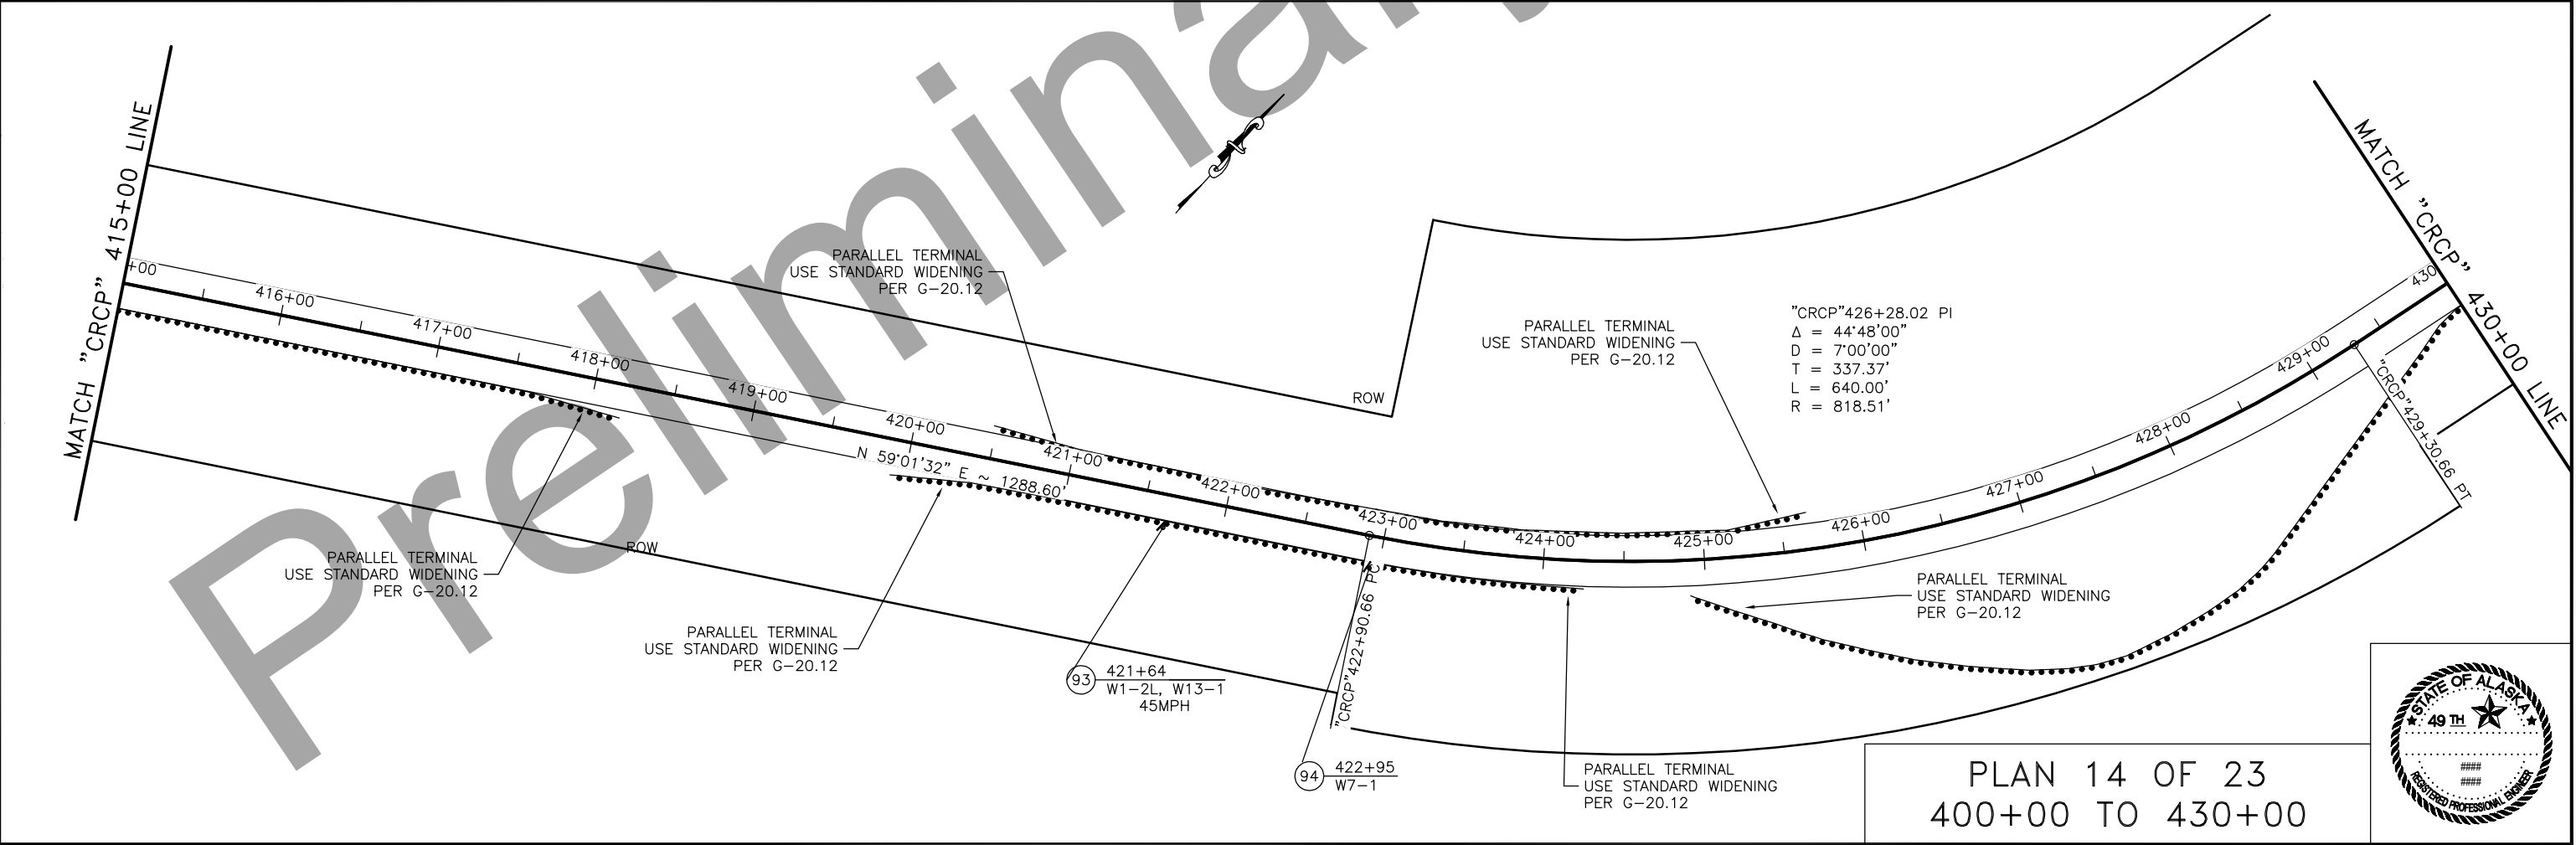 Preliminary
MATCH "CRCP" 415+00 LINE
+00
416+00
417+00
418+00
419+00
420+00
421+00
422+00
423+00
424+00
425+00
426+00
427+00
428+00
429+00
430
N 59°01'32" E ~ 1288.60'
PARALLEL TERMINAL
USE STANDARD WIDENING
PER G-20.12
PARALLEL TERMINAL
USE STANDARD WIDENING
PER G-20.12
"CRCP"426+28.02 PI
Δ = 44°48'00"
D = 7°00'00"
T = 337.37'
L = 640.00'
R = 818.51'
ROW
ROW
PARALLEL TERMINAL
USE STANDARD WIDENING
PER G-20.12
PARALLEL TERMINAL
USE STANDARD WIDENING
PER G-20.12
93
421+64
W1-2L, W13-1
45MPH
"CRCP"422+90.66 PC
94
422+95
W7-1
PARALLEL TERMINAL
USE STANDARD WIDENING
PER G-20.12
PARALLEL TERMINAL
USE STANDARD WIDENING
PER G-20.12
"CRCP"429+30.66 PT
MATCH "CRCP" 430+00 LINE
PLAN 14 OF 23
400+00 TO 430+00
STATE OF ALASKA
49 TH
####
####
REGISTERED PROFESSIONAL ENGINEER